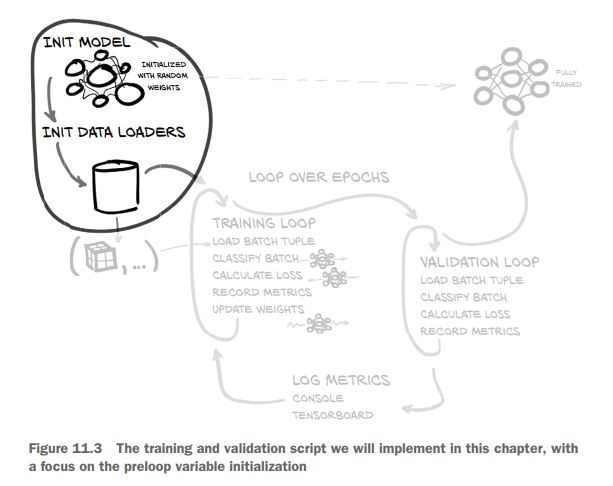 INIT MODEL
INITIALIZED
WITH RANDOM
WEIGHTS
FULLY
TRAINED
INIT DATA LOADERS
LOOP OVER EPOCHS
( , ...)
TRAINING LOOP
LOAD BATCH TUPLE
CLASSIFY BATCH
CALCULATE LOSS
RECORD METRICS
UPDATE WEIGHTS
VALIDATION LOOP
LOAD BATCH TUPLE
CLASSIFY BATCH
CALCULATE LOSS
RECORD METRICS
LOG METRICS
CONSOLE
TENSORBOARD
Figure 11.3 The training and validation script we will implement in this chapter, with
a focus on the preloop variable initialization